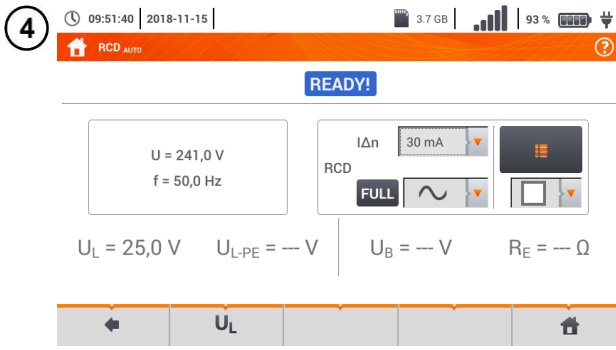 4
09:51:40 2018-11-15 3.7 GB 93 %
RCD AUTO ?
READY!
U = 241,0 V
f = 50,0 Hz
IΔn 30 mA
RCD
FULL
UL = 25,0 V UL-PE = --- V UB = --- V RE = --- Ω
UL